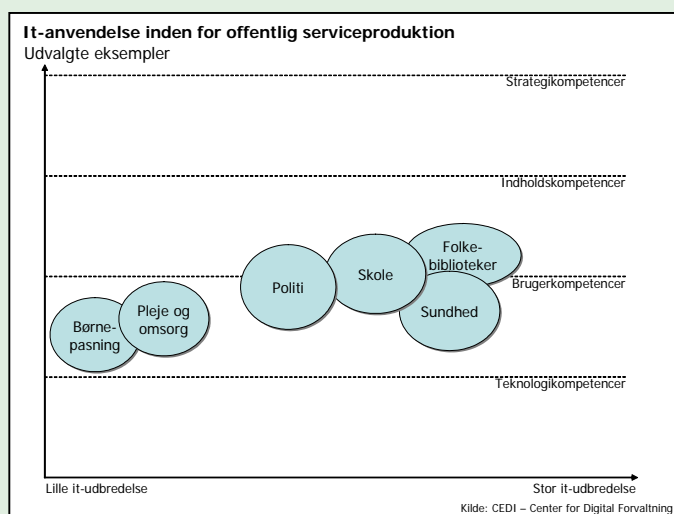 It-anvendelse inden for offentlig serviceproduktion
Udvalgte eksempler
Strategikompetencer
Indholdskompetencer
Folke-
biblioteker
Skole
Politi
Brugerkompetencer
Sundhed
Pleje og
omsorg
Børne-
pasning
Teknologikompetencer
Lille it-udbredelse
Stor it-udbredelse
Kilde: CEDI – Center for Digital Forvaltning